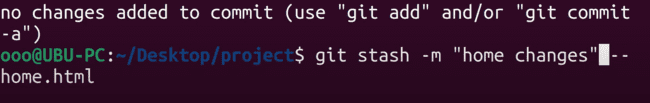 no changes added to commit (use "git add" and/or "git commit
-a")
ooo@UBU-PC:~/Desktop/project$ git stash -m "home changes" --
home.html